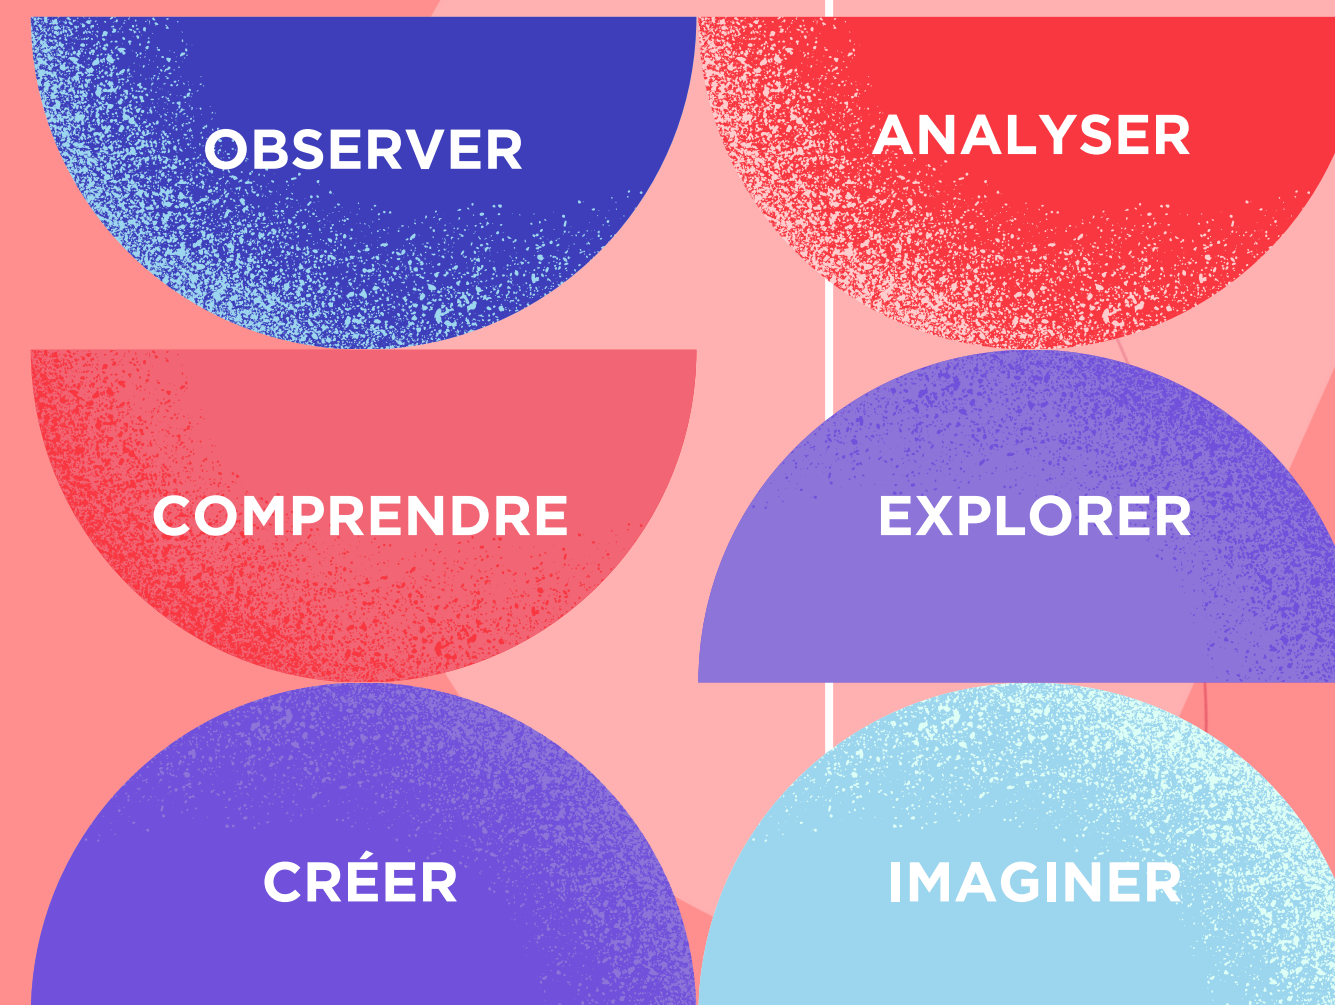 OBSERVER
ANALYSER
COMPRENDRE
EXPLORER
CRÉER
IMAGINER